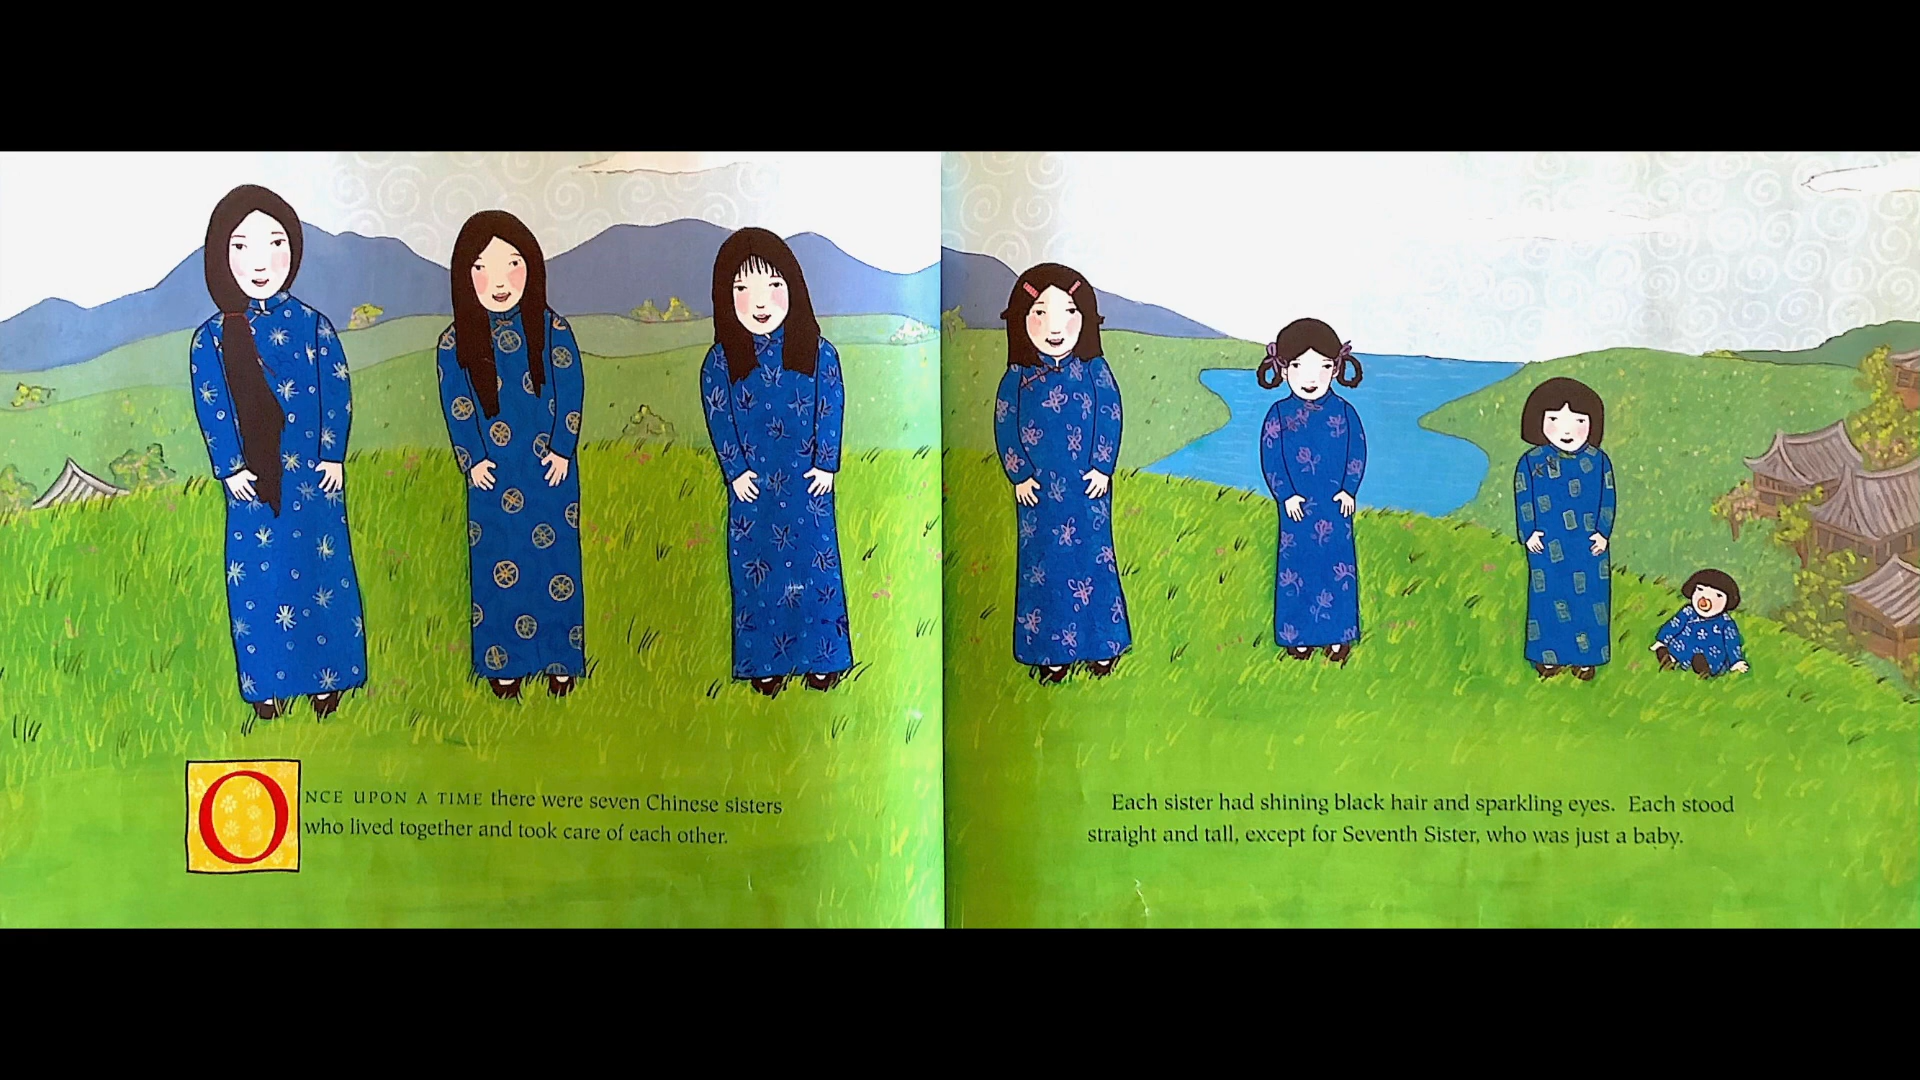 ONCE UPON A TIME there were seven Chinese sisters
who lived together and took care of each other.
Each sister had shining black hair and sparkling eyes. Each stood
straight and tall, except for Seventh Sister, who was just a baby.